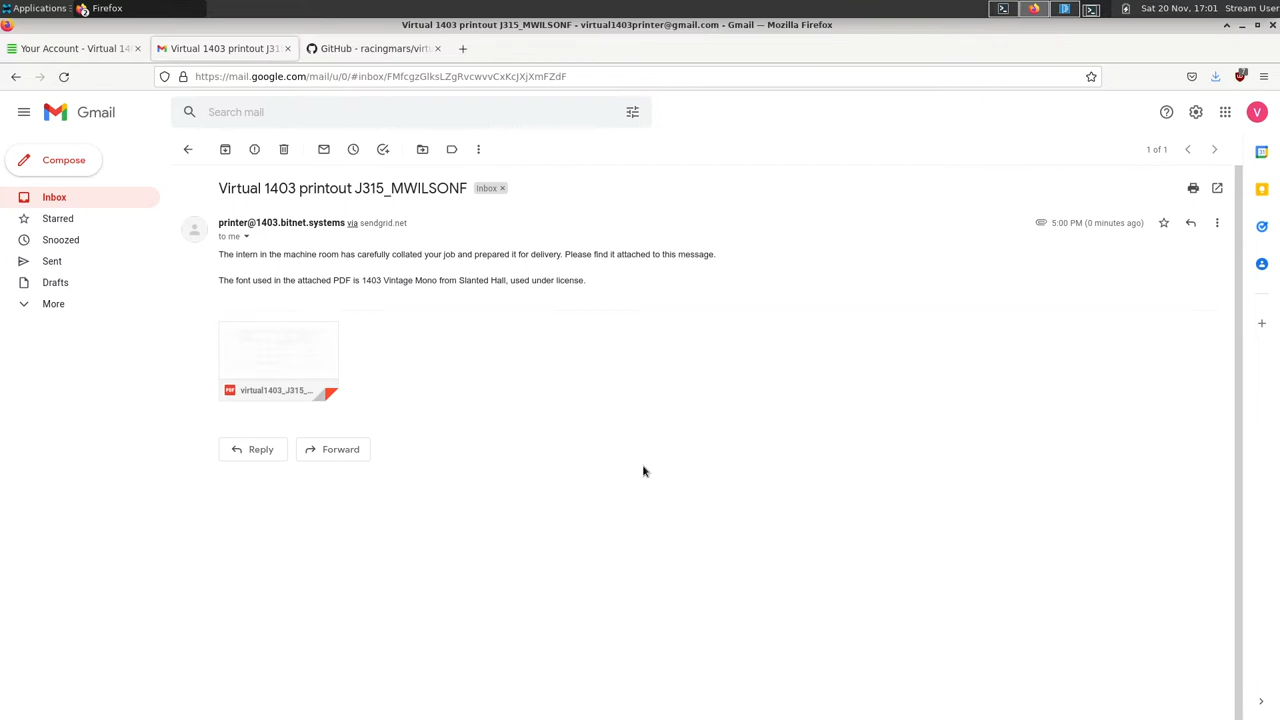 Applications
Firefox
Sat 20 Nov, 17:01
Stream User
Virtual 1403 printout J315_MWILSONF - virtual1403printer@gmail.com - Gmail — Mozilla Firefox
Your Account - Virtual 14
Virtual 1403 printout J31
GitHub - racingmars/virtu
https://mail.google.com/mail/u/0/#inbox/FMfcgzGlksLZgRvcwvvCxKcJXjXmFZdF
Gmail
Search mail
V
Compose
1 of 1
Virtual 1403 printout J315_MWILSONF
Inbox ×
Inbox
Starred
Snoozed
Sent
Drafts
More
printer@1403.bitnet.systems via sendgrid.net
5:00 PM (0 minutes ago)
to me
The intern in the machine room has carefully collated your job and prepared it for delivery. Please find it attached to this message.
The font used in the attached PDF is 1403 Vintage Mono from Slanted Hall, used under license.
PDF virtual1403_J315_...
Reply
Forward